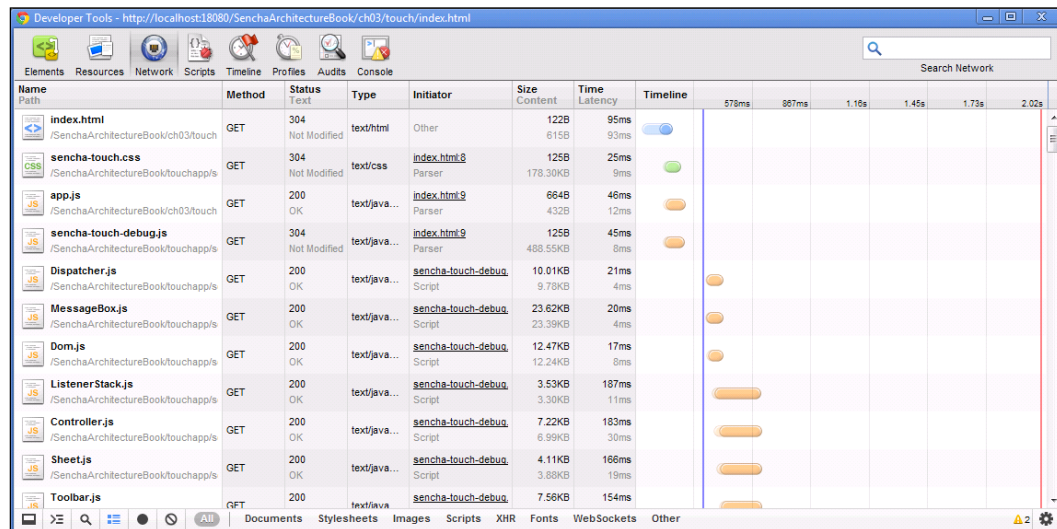 Developer Tools - http://localhost:18080/SenchaArchitectureBook/ch03/touch/index.html
Elements Resources Network Scripts Timeline Profiles Audits Console
Search Network
Name Path Method Status Text Type Initiator Size Content Time Latency Timeline 578ms 867ms 1.16s 1.45s 1.73s 2.02s
index.html 304 122B 95ms
GET text/html Other
/SenchaArchitectureBook/ch03/touch Not Modified 615B 93ms
sencha-touch.css 304 index.html:8 125B 25ms
CSS GET text/css
/SenchaArchitectureBook/touchapp/s Not Modified Parser 178.30KB 9ms
app.js 200 index.html:9 664B 46ms
JS GET text/java...
/SenchaArchitectureBook/ch03/touch OK Parser 432B 12ms
sencha-touch-debug.js 304 index.html:9 125B 45ms
JS GET text/java...
/SenchaArchitectureBook/touchapp/s Not Modified Parser 488.55KB 8ms
Dispatcher.js 200 sencha-touch-debug. 10.01KB 21ms
JS GET text/java...
/SenchaArchitectureBook/touchapp/s OK Script 9.78KB 4ms
MessageBox.js 200 sencha-touch-debug. 23.62KB 20ms
JS GET text/java...
/SenchaArchitectureBook/touchapp/s OK Script 23.39KB 4ms
Dom.js 200 sencha-touch-debug. 12.47KB 17ms
JS GET text/java...
/SenchaArchitectureBook/touchapp/s OK Script 12.24KB 8ms
ListenerStack.js 200 sencha-touch-debug. 3.53KB 187ms
JS GET text/java...
/SenchaArchitectureBook/touchapp/s OK Script 3.30KB 11ms
Controller.js 200 sencha-touch-debug. 7.22KB 183ms
JS GET text/java...
/SenchaArchitectureBook/touchapp/s OK Script 6.99KB 30ms
Sheet.js 200 sencha-touch-debug. 4.11KB 166ms
JS GET text/java...
/SenchaArchitectureBook/touchapp/s OK Script 3.88KB 19ms
Toolbar.js 200 sencha-touch-debug. 7.56KB 154ms
JS GET text/java
All Documents Stylesheets Images Scripts XHR Fonts WebSockets Other 2